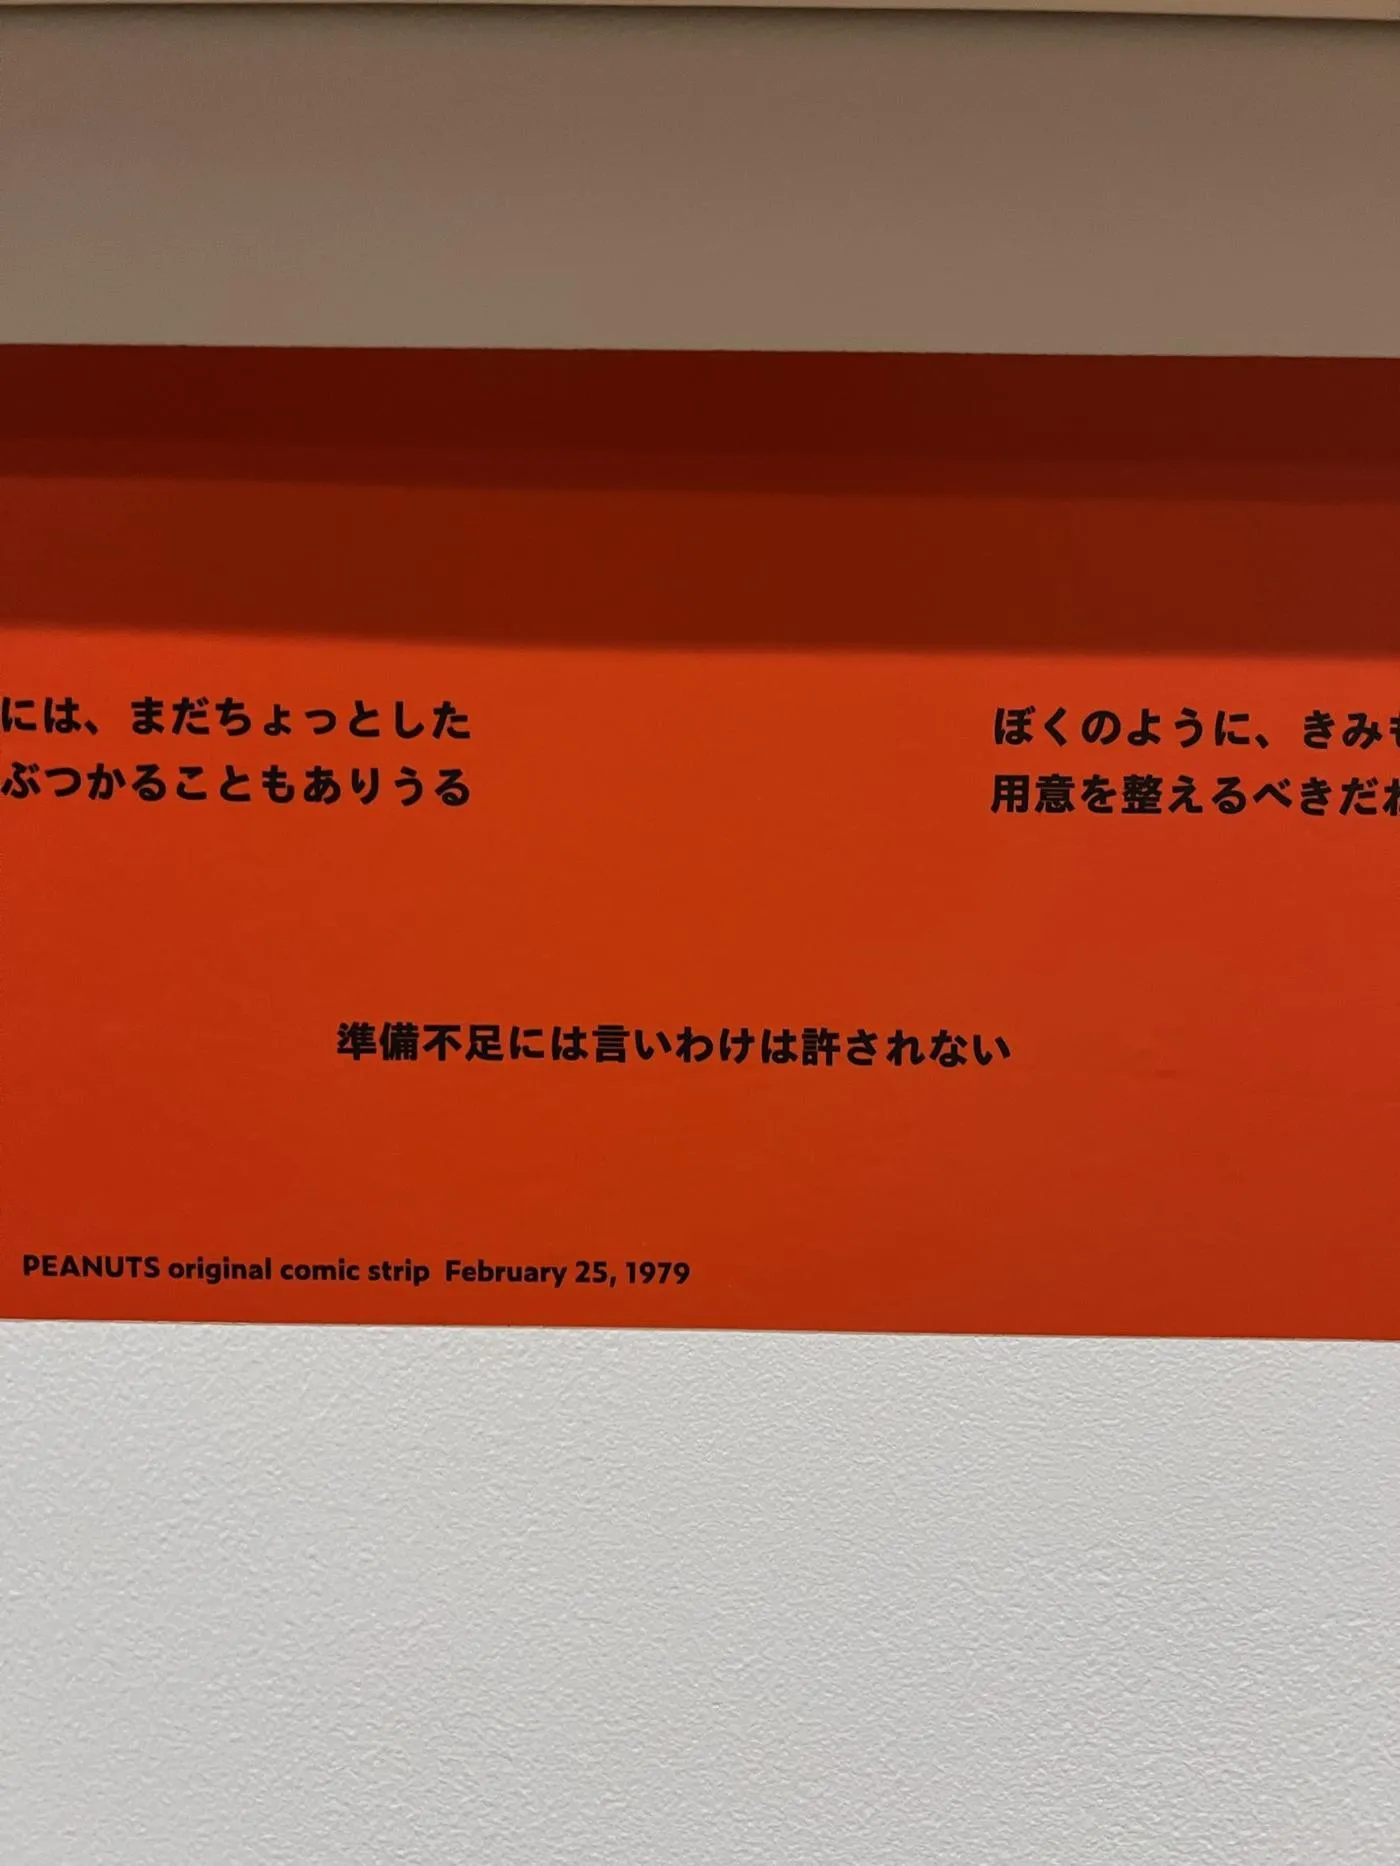 には、まだちょっとした
ぶつかることもありうる
ぼくのように、きみも
用意を整えるべきだ
準備不足には言いわけは許されない
PEANUTS original comic strip February 25, 1979